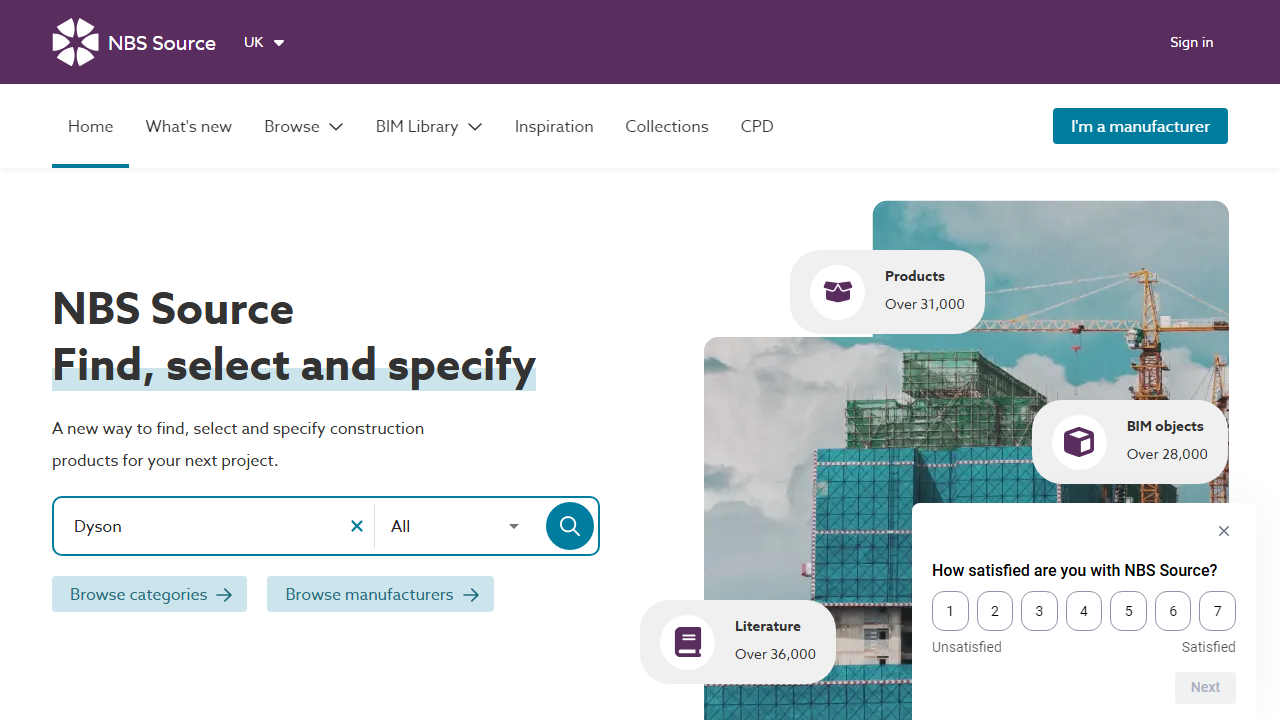 NBS Source
UK
Sign in
Home
What's new
Browse
BIM Library
Inspiration
Collections
CPD
I'm a manufacturer
NBS Source
Find, select and specify
A new way to find, select and specify construction
products for your next project.
Dyson
All
Browse categories
Browse manufacturers
Products
Over 31,000
BIM objects
Over 28,000
Literature
Over 36,000
How satisfied are you with NBS Source?
1 2 3 4 5 6 7
Unsatisfied
Satisfied
Next